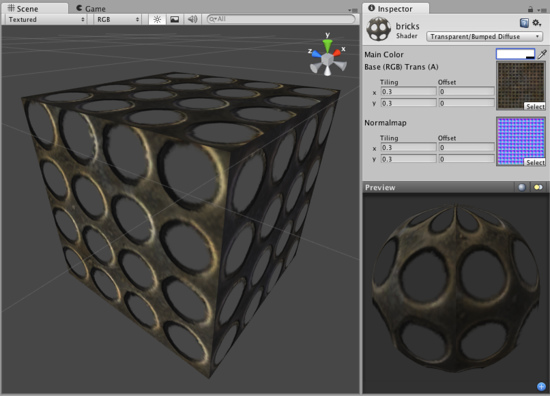 Scene
Game
Textured
RGB
All
y
x
z
Inspector
bricks
Shader
Transparent/Bumped Diffuse
Main Color
Base (RGB) Trans (A)
Tiling Offset
x 0.3 0
y 0.3 0
Select
Normalmap
Tiling Offset
x 0.3 0
y 0.3 0
Select
Preview